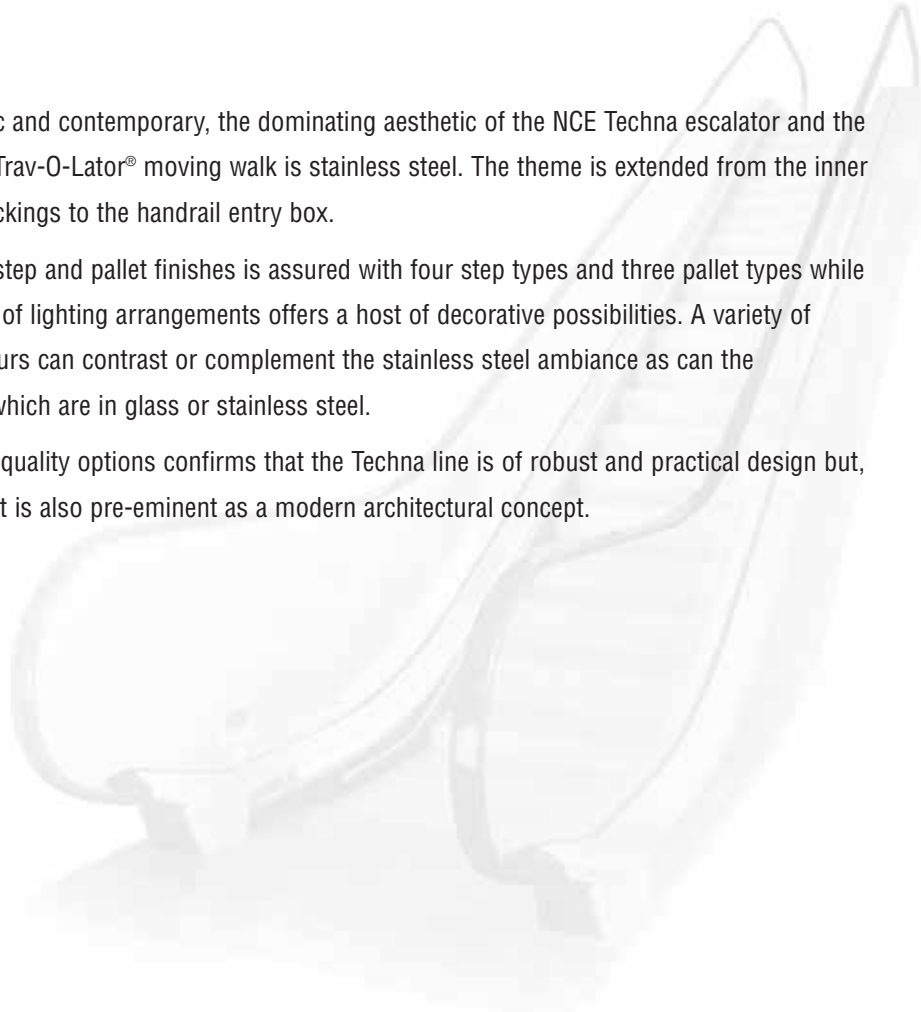 c and contemporary, the dominating aesthetic of the NCE Techna escalator and the
Trav-O-Lator® moving walk is stainless steel. The theme is extended from the inner
ckings to the handrail entry box.
step and pallet finishes is assured with four step types and three pallet types while
of lighting arrangements offers a host of decorative possibilities. A variety of
urs can contrast or complement the stainless steel ambiance as can the
which are in glass or stainless steel.
quality options confirms that the Techna line is of robust and practical design but,
t is also pre-eminent as a modern architectural concept.